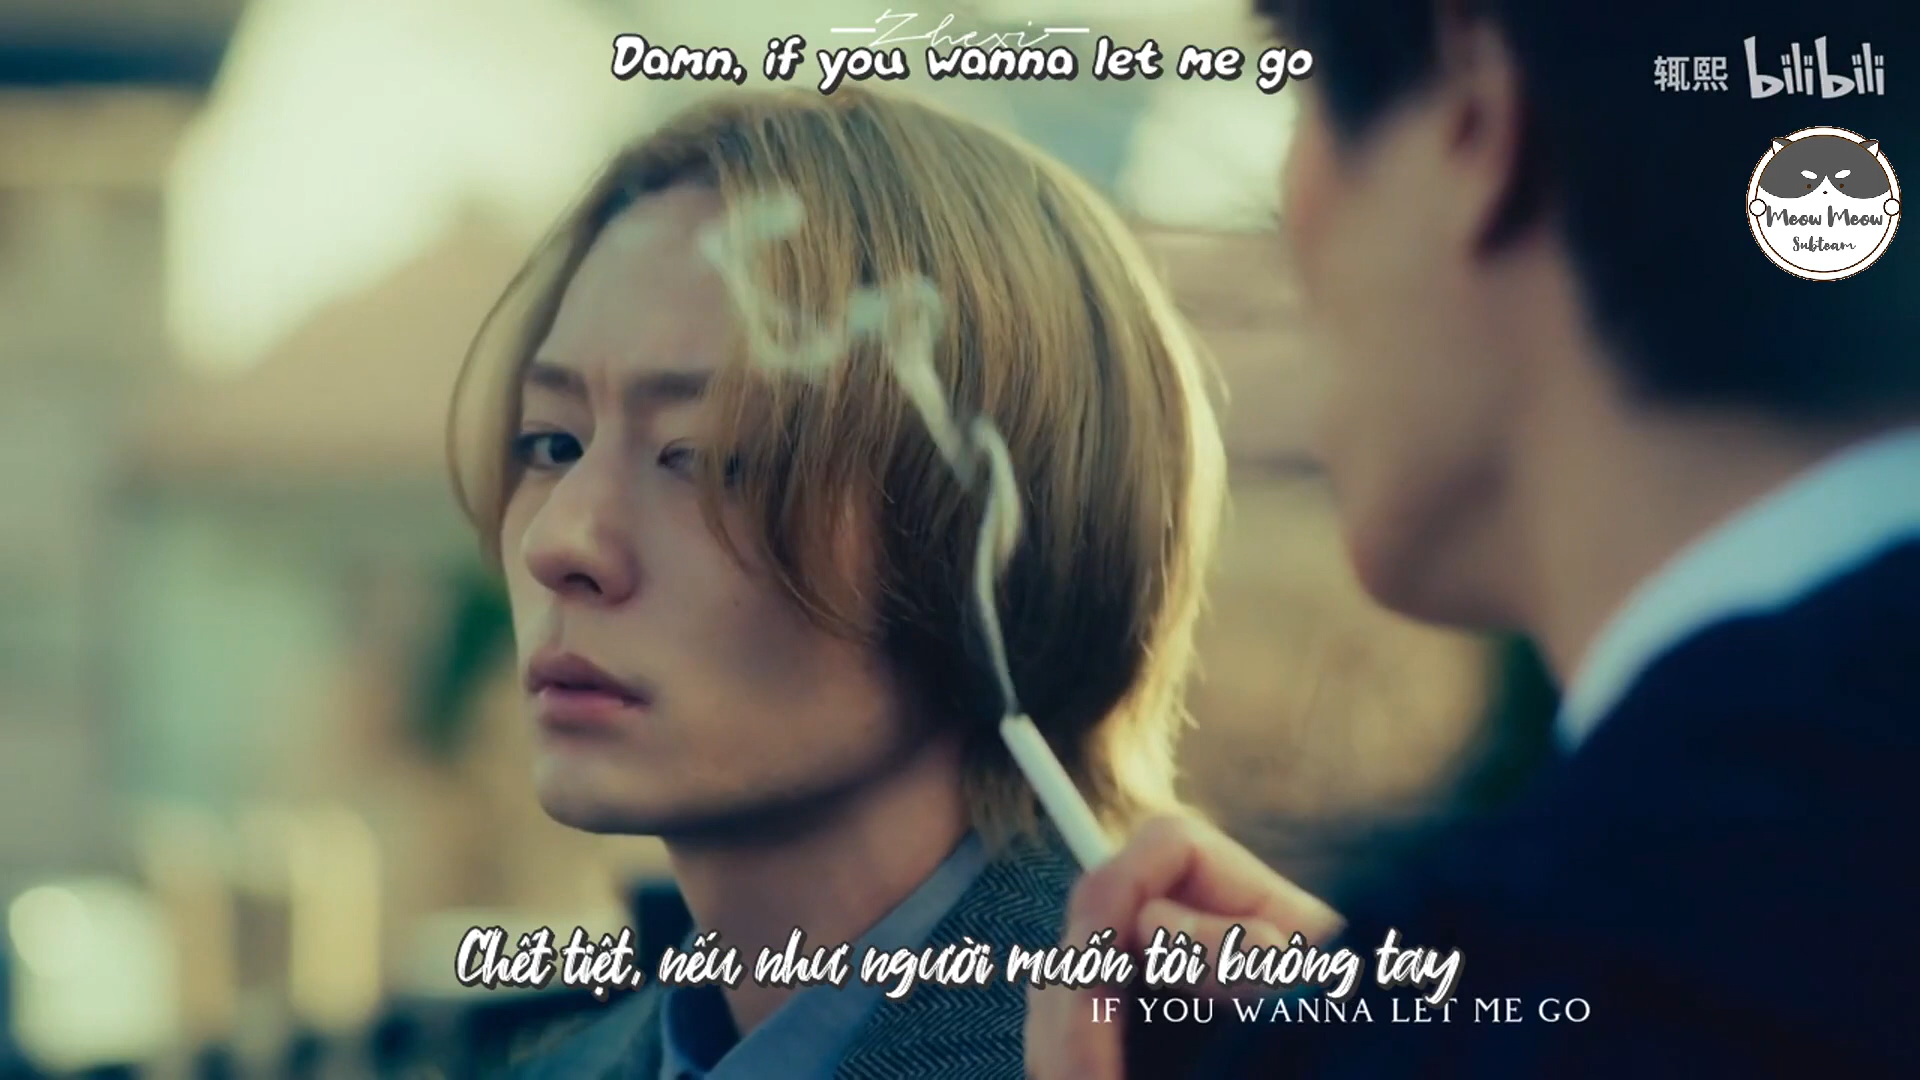 Zhexi
Damn, if you wanna let me go
辄熙 bilibili
Meow Meow
Subteam
Chết tiệt, nếu như người muốn tôi buông tay
IF YOU WANNA LET ME GO